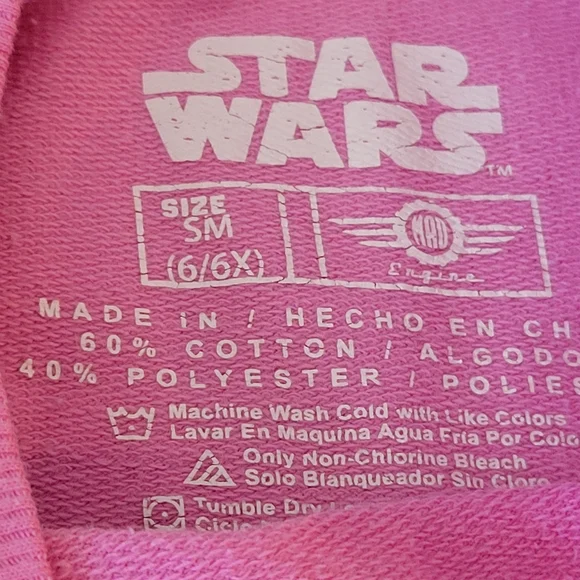 STAR
WARS
TM
SIZE
SM
(6/6X)
MAD
Engine
MADE iN / HECHO EN CH
60% COTTON / ALGODO
40% POLYESTER / POLIES
Machine Wash Cold with Like Colors
Lavar En Maquina Agua Fria Por Colo
Only Non-Chlorine Bleach
Solo Blanqueador Sin Cloro
Tumble Dry
Ciclo